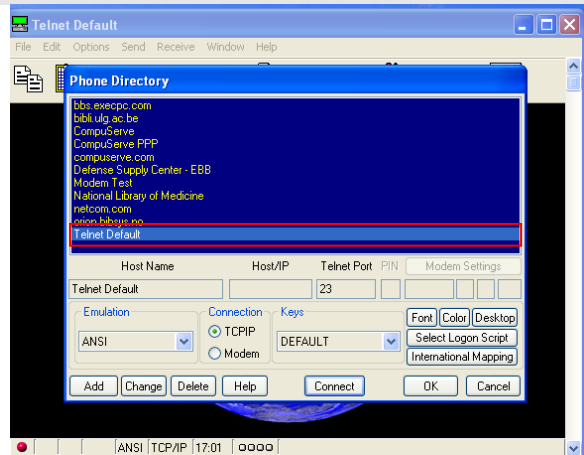 Telnet Default
File Edit Options Send Receive Window Help
Phone Directory
bbs.execpc.com
bibli.ulg.ac.be
CompuServe
CompuServe PPP
compuserve.com
Defense Supply Center - EBB
Modem Test
National Library of Medicine
netcom.com
orion.bibsys.no
Telnet Default
Host Name Host/IP Telnet Port PIN Modem Settings
Telnet Default 23
Emulation Connection Keys
ANSI TCPIP DEFAULT
Modem
Font Color Desktop
Select Logon Script
International Mapping
Add Change Delete Help Connect OK Cancel
ANSI TCP/IP 17:01